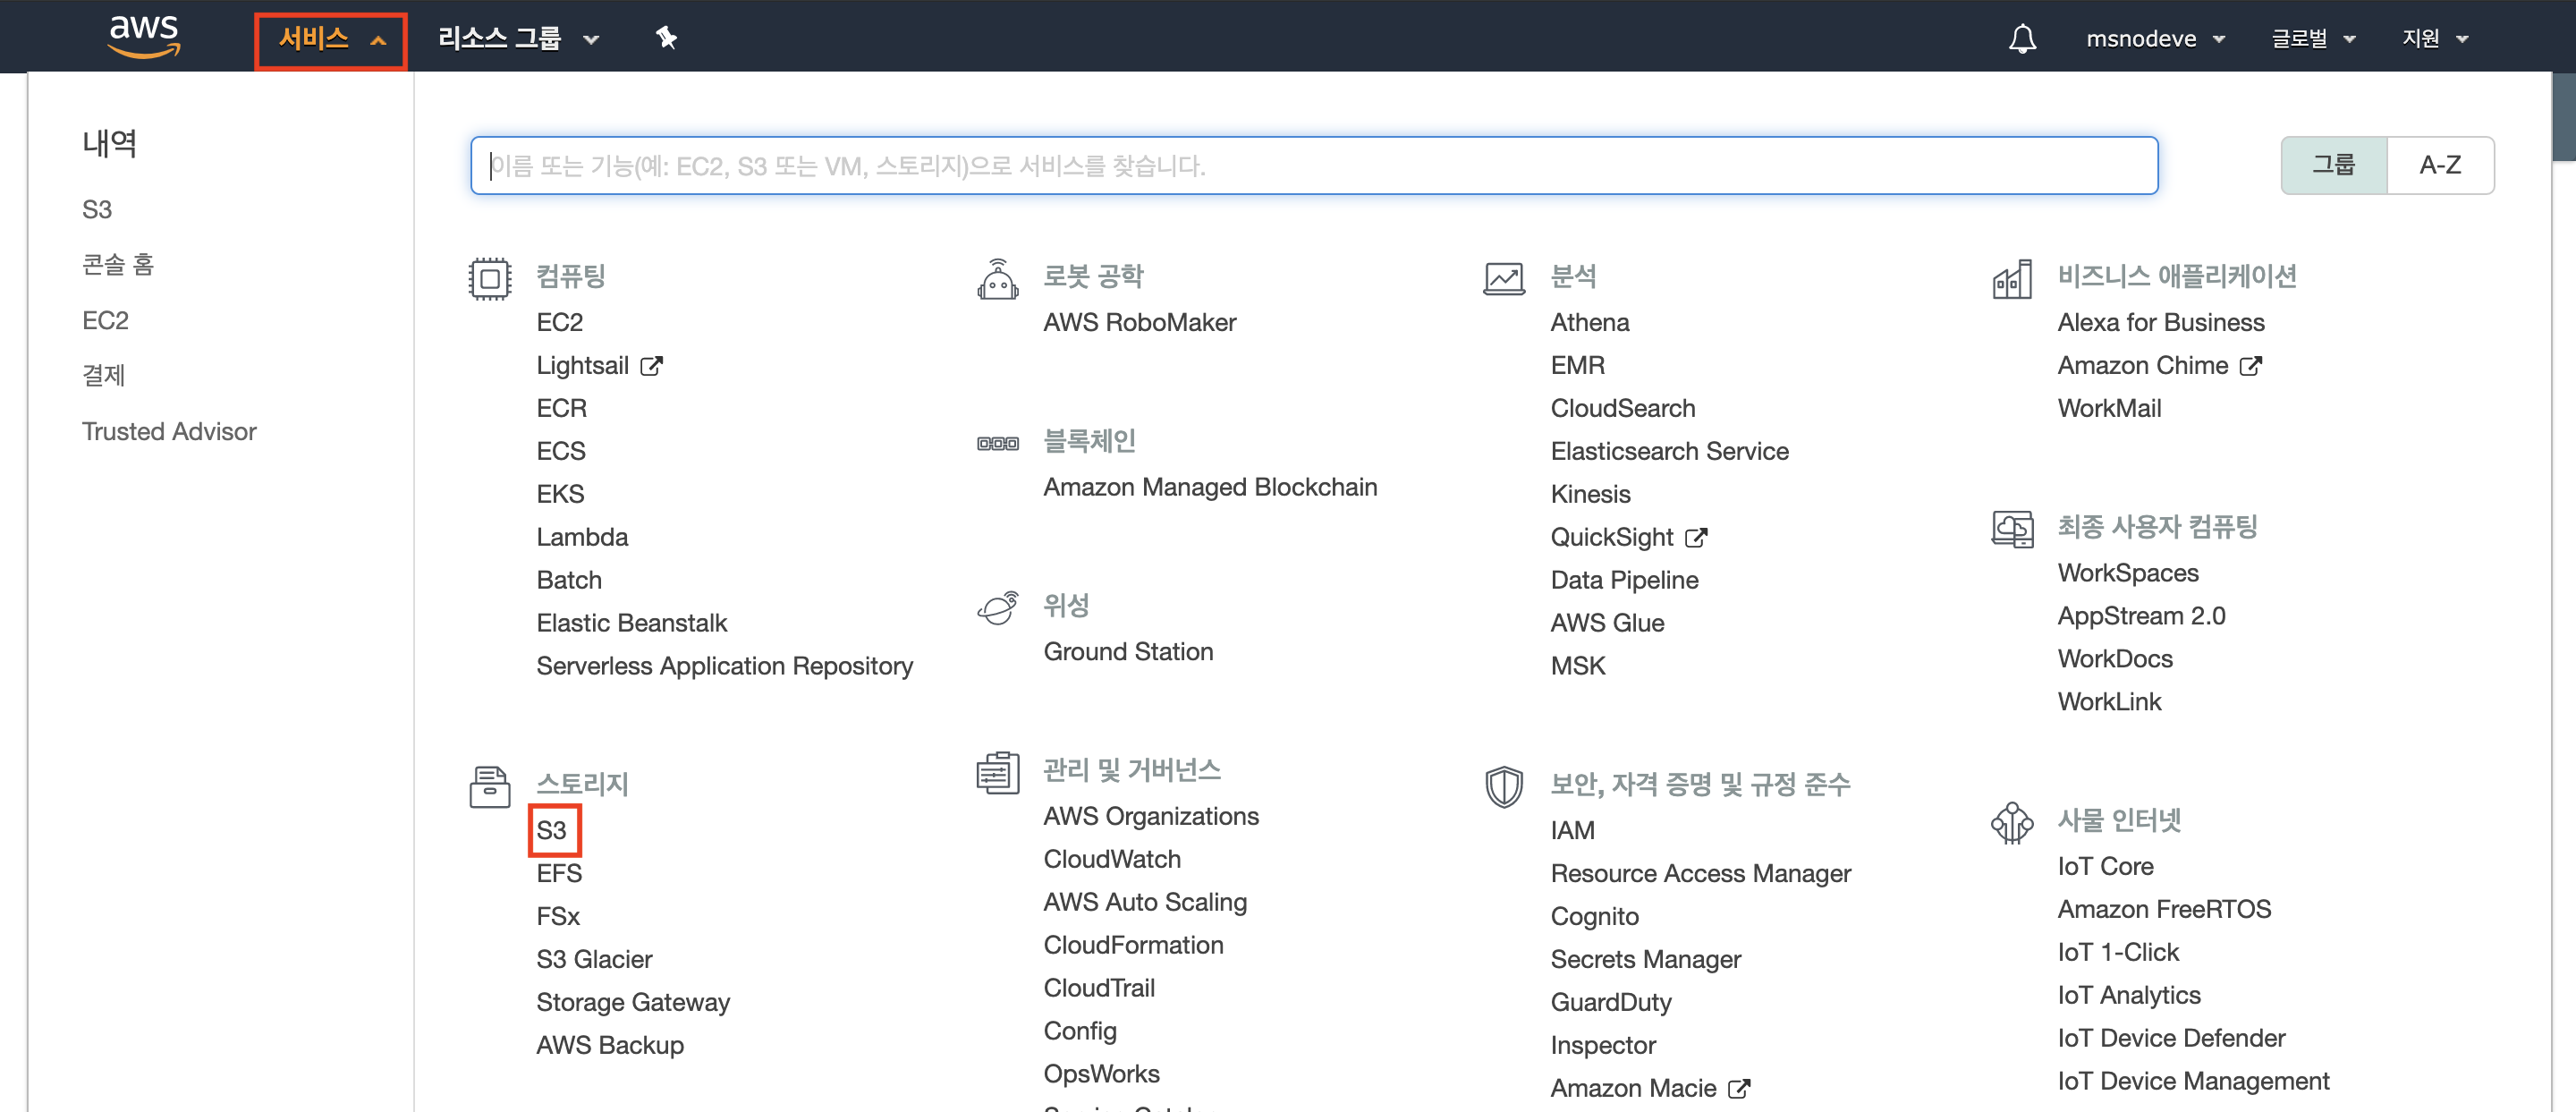 aws 서비스 리소스 그룹 msnodeve 글로벌 지원
내역
S3
콘솔 홈
EC2
결제
Trusted Advisor
이름 또는 기능(예: EC2, S3 또는 VM, 스토리지)으로 서비스를 찾습니다.
그룹 A-Z
컴퓨팅
EC2
Lightsail
ECR
ECS
EKS
Lambda
Batch
Elastic Beanstalk
Serverless Application Repository
스토리지
S3
EFS
FSx
S3 Glacier
Storage Gateway
AWS Backup
로봇 공학
AWS RoboMaker
블록체인
Amazon Managed Blockchain
위성
Ground Station
관리 및 거버넌스
AWS Organizations
CloudWatch
AWS Auto Scaling
CloudFormation
CloudTrail
Config
OpsWorks
분석
Athena
EMR
CloudSearch
Elasticsearch Service
Kinesis
QuickSight
Data Pipeline
AWS Glue
MSK
보안, 자격 증명 및 규정 준수
IAM
Resource Access Manager
Cognito
Secrets Manager
GuardDuty
Inspector
Amazon Macie
비즈니스 애플리케이션
Alexa for Business
Amazon Chime
WorkMail
최종 사용자 컴퓨팅
WorkSpaces
AppStream 2.0
WorkDocs
WorkLink
사물 인터넷
IoT Core
Amazon FreeRTOS
IoT 1-Click
IoT Analytics
IoT Device Defender
IoT Device Management